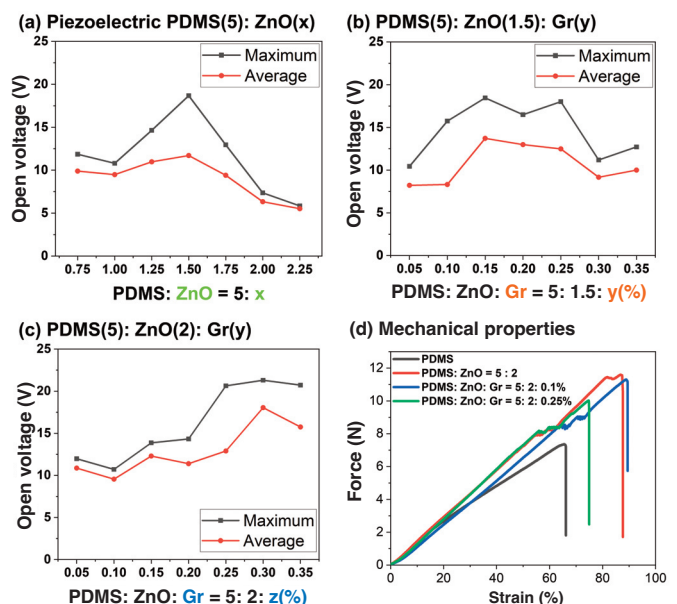 (a) Piezoelectric PDMS(5): ZnO(x)
25
20
15
10
5
0
Open voltage (V)
Maximum
Average
0.75 1.00 1.25 1.50 1.75 2.00 2.25
PDMS: ZnO = 5: x
(b) PDMS(5): ZnO(1.5): Gr(y)
25
20
15
10
5
0
Open voltage (V)
Maximum
Average
0.05 0.10 0.15 0.20 0.25 0.30 0.35
PDMS: ZnO: Gr = 5: 1.5: y(%)
(c) PDMS(5): ZnO(2): Gr(y)
25
20
15
10
5
0
Open voltage (V)
Maximum
Average
0.05 0.10 0.15 0.20 0.25 0.30 0.35
PDMS: ZnO: Gr = 5: 2: z(%)
(d) Mechanical properties
12
10
8
6
4
2
0
Force (N)
PDMS
PDMS: ZnO = 5 : 2
PDMS: ZnO: Gr = 5: 2: 0.1%
PDMS: ZnO: Gr = 5: 2: 0.25%
0 20 40 60 80 100
Strain (%)